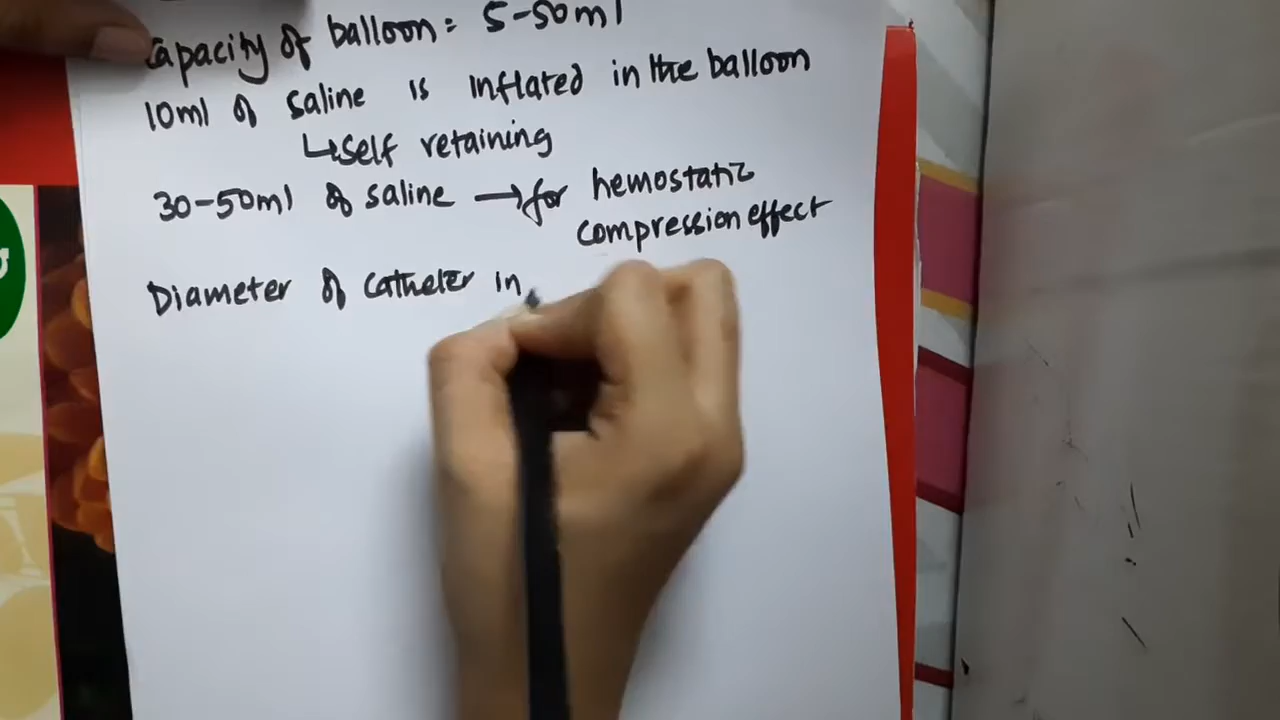 Capacity of balloon: 5-50ml
10ml of saline is inflated in the balloon
↳self retaining
30-50ml of saline → for hemostatic
compression effect
Diameter of catheter in